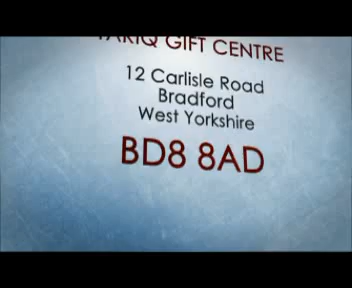 TARIQ GIFT CENTRE
12 Carlisle Road
Bradford
West Yorkshire
BD8 8AD